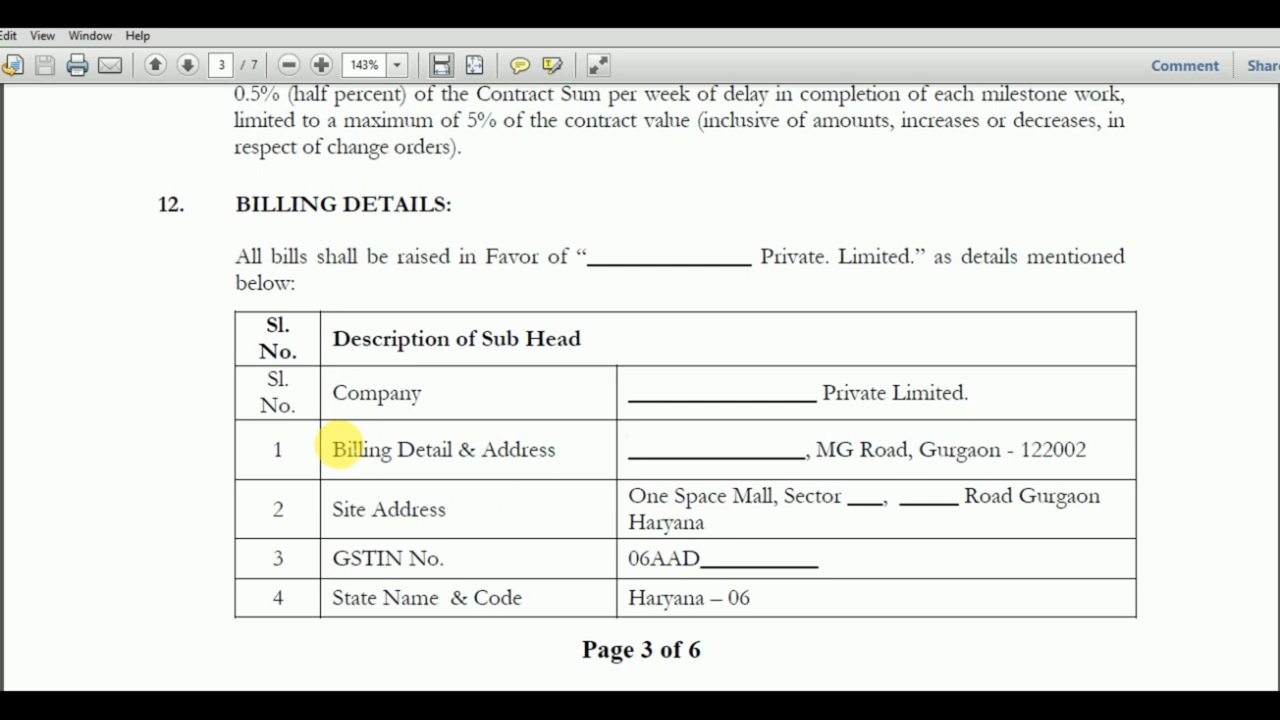 Edit View Window Help
3 / 7 143% Comment Share
0.5% (half percent) of the Contract Sum per week of delay in completion of each milestone work,
limited to a maximum of 5% of the contract value (inclusive of amounts, increases or decreases, in
respect of change orders).
12. BILLING DETAILS:
All bills shall be raised in Favor of “______________ Private. Limited.” as details mentioned
below:
Sl.
No. Description of Sub Head
Sl.
No. Company ________________ Private Limited.
1 Billing Detail & Address _______________, MG Road, Gurgaon - 122002
2 Site Address One Space Mall, Sector ___, _____ Road Gurgaon
Haryana
3 GSTIN No. 06AAD__________
4 State Name & Code Haryana – 06
Page 3 of 6